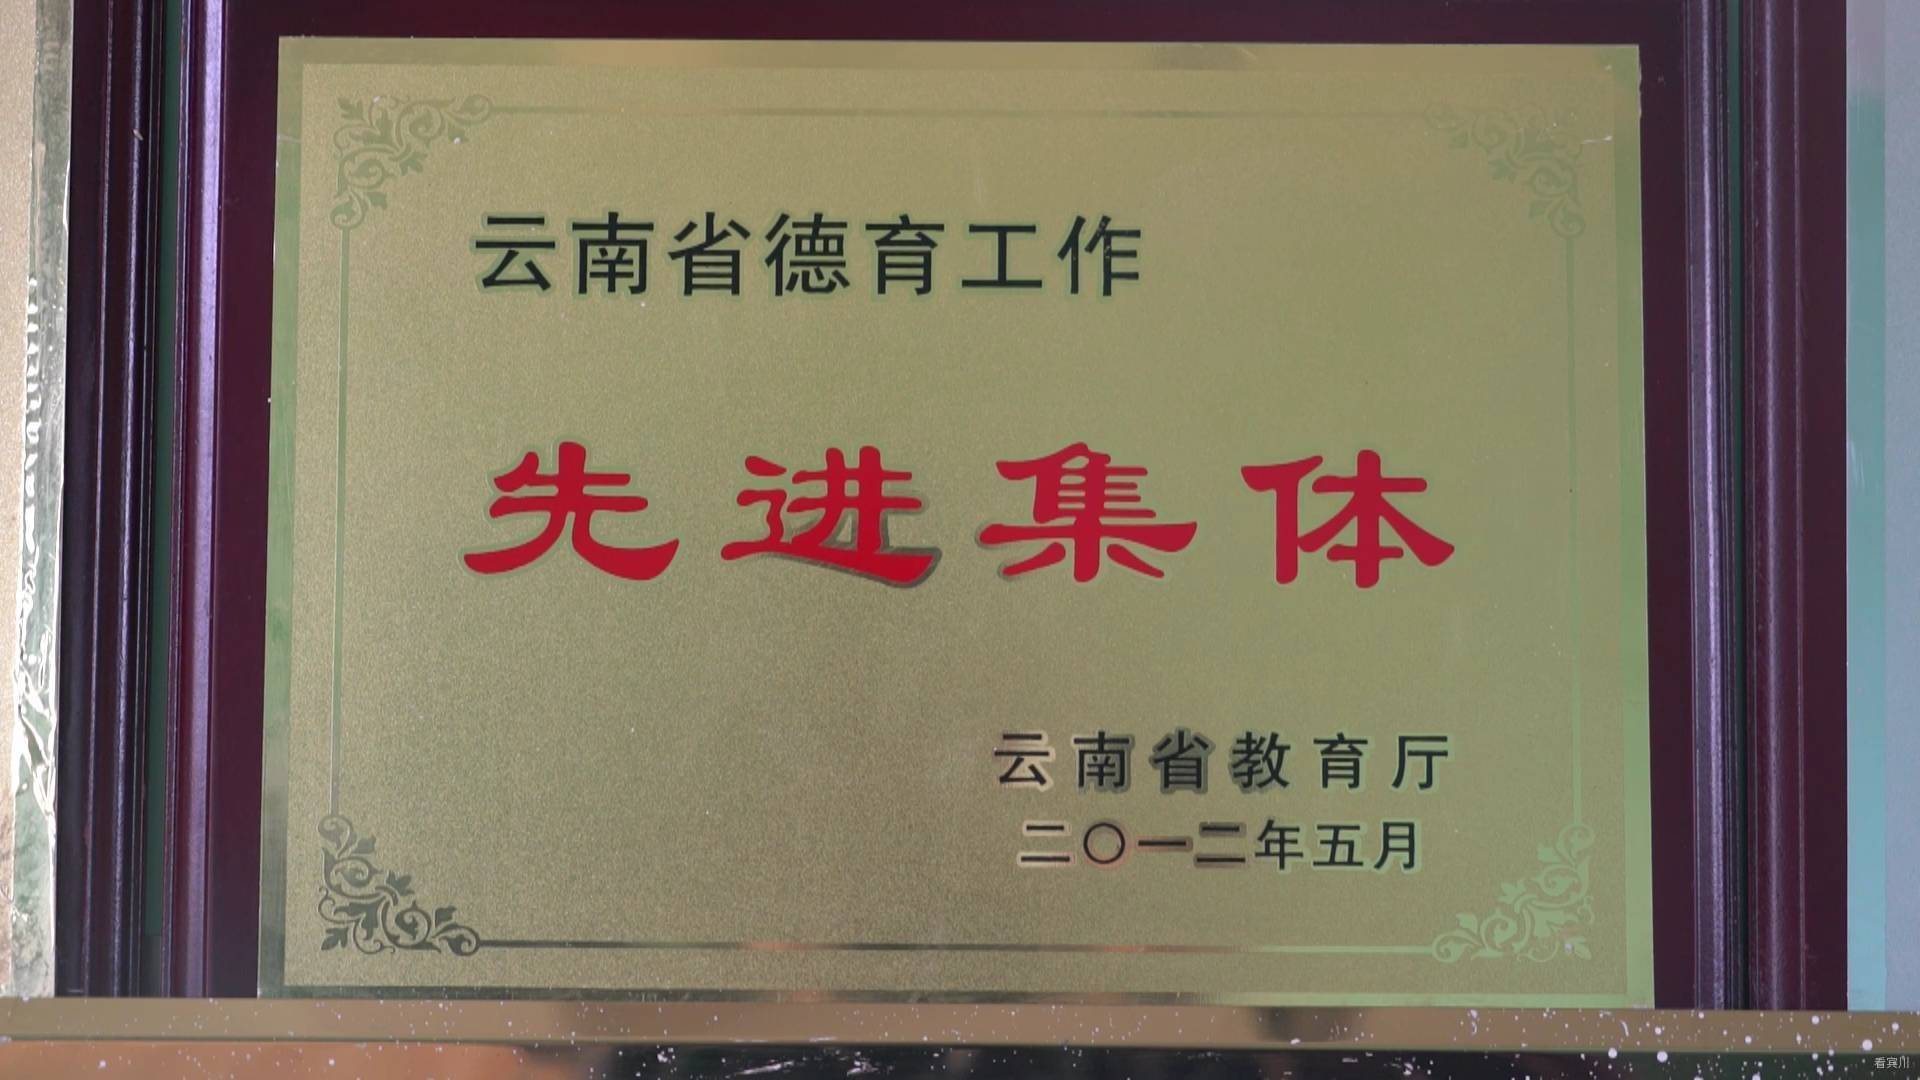 云南省德育工作
先进集体
云南省教育厅
二〇一二年五月
看宾川